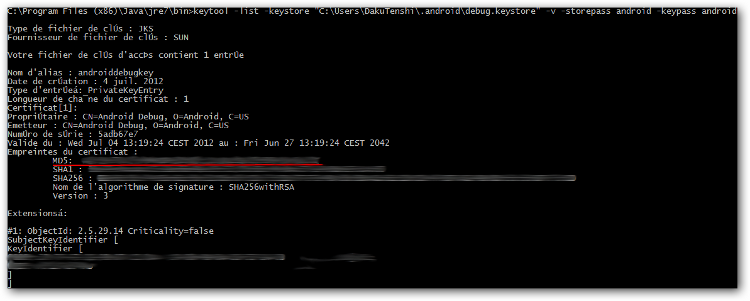 C:\Program Files (x86)\Java\jre7\bin>keytool -list -keystore "C:\Users\DakuTenshi\.android\debug.keystore" -v -storepass android -keypass android
Type de fichier de clÚs : JKS
Fournisseur de fichier de clÚs : SUN
Votre fichier de clÚs d'accÞs contient 1 entrÚe
Nom d'alias : androiddebugkey
Date de crÚation : 4 juil. 2012
Type d'entrÚeá: PrivateKeyEntry
Longueur de cha¯ne du certificat : 1
Certificat[1]:
PropriÚtaire : CN=Android Debug, O=Android, C=US
Emetteur : CN=Android Debug, O=Android, C=US
NumÚro de sÚrie : 5adb67e7
Valide du : Wed Jul 04 13:19:24 CEST 2012 au : Fri Jun 27 13:19:24 CEST 2042
Empreintes du certificat :
MD5:
SHA1 :
SHA256 :
Nom de l'algorithme de signature : SHA256withRSA
Version : 3
Extensionsá:
#1: ObjectId: 2.5.29.14 Criticality=false
SubjectKeyIdentifier [
KeyIdentifier [
]
]